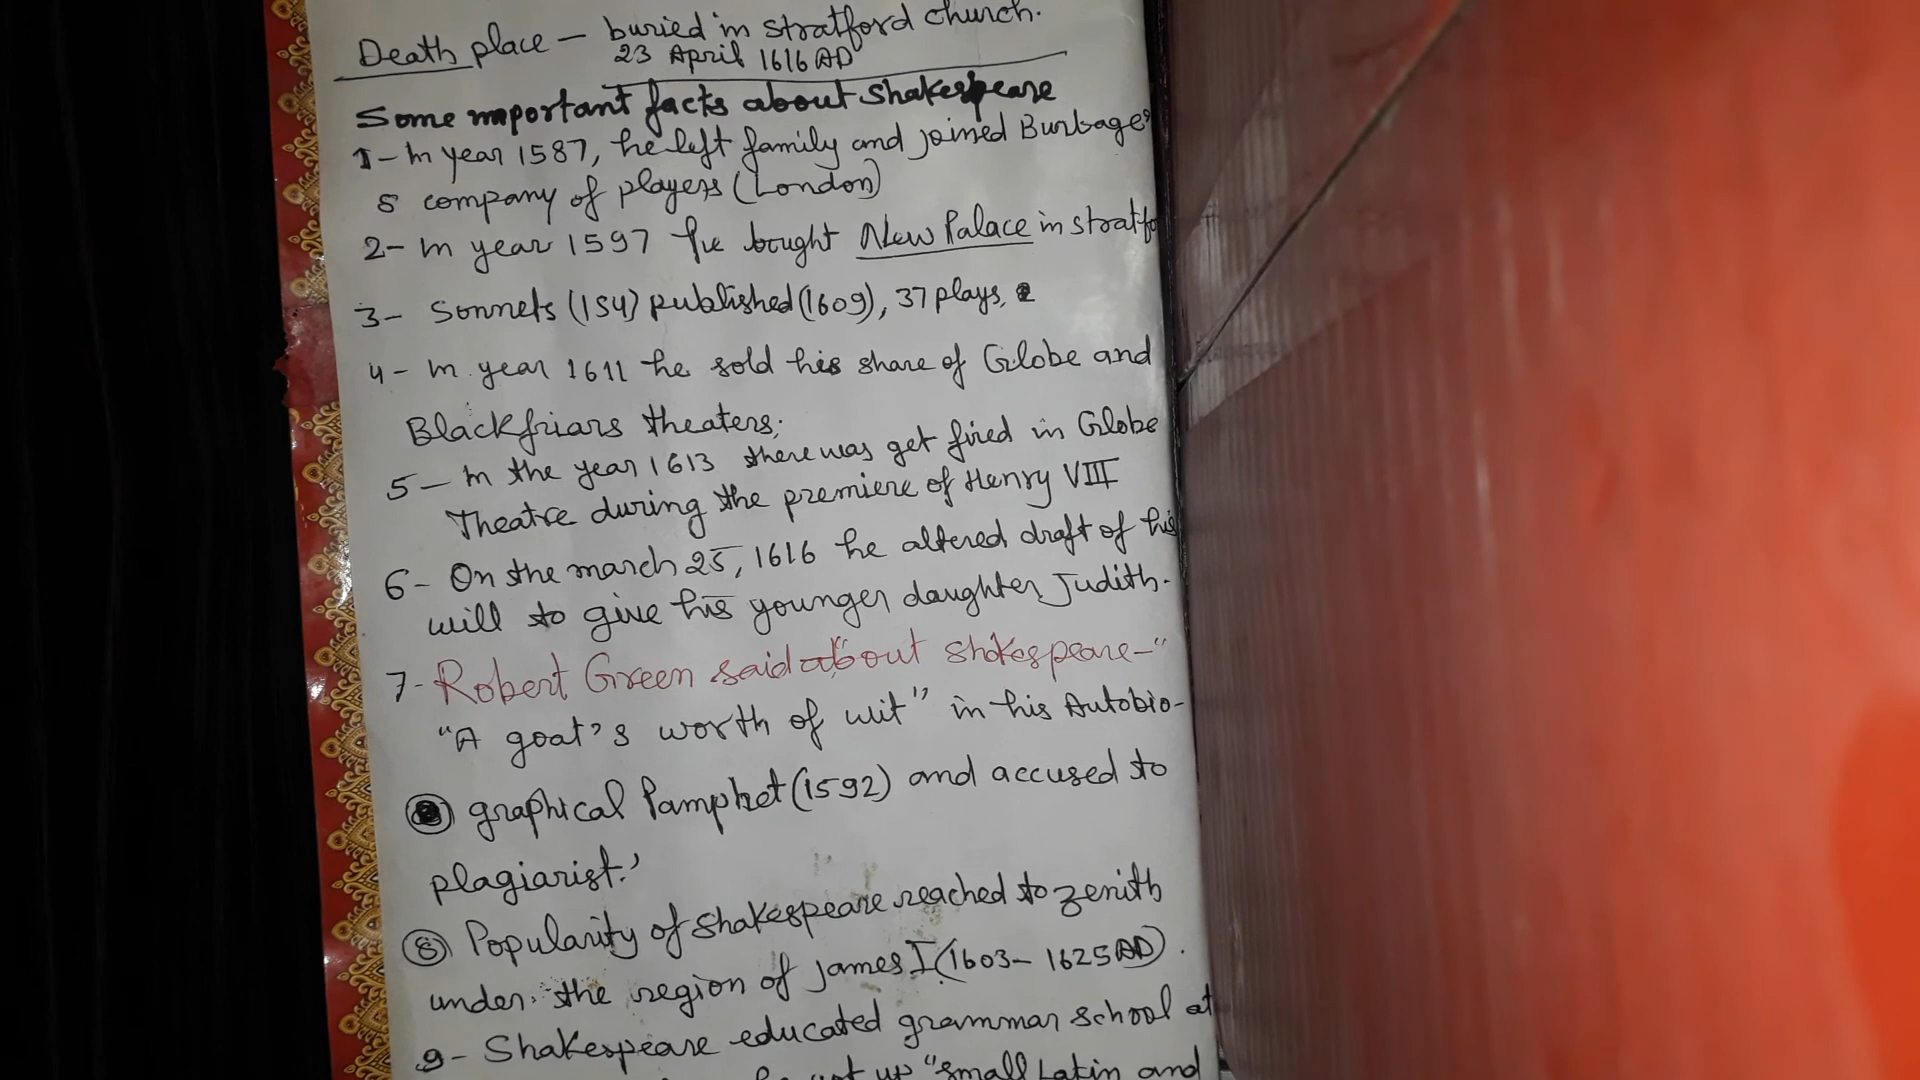 Death place – buried in stratford church.
23 April 1616 AD
Some mportant facts about Shakespeare
1– In year 1587, he left family and joined Burbage'
s company of players (London)
2– In year 1597 he bought New Palace in stratfo
3– Sonnets (154) published (1609), 37 plays,
4– In year 1611 he sold his share of Globe and
Blackfriars theaters;
5– In the year 1613 there was get fired in Globe
Theatre during the premiere of Henry VIII
6– On the march 25, 1616 he altered draft of his
will to give his younger daughter Judith.
7– Robert Green said about shakespeare–"
"A goat's worth of wit" in his Autobio-
graphical Pamphet (1592) and accused to
plagiarist.'
8 Popularity of Shakespeare reached to zenith
under the region of James I (1603– 1625 AD).
9– Shakespeare educated grammar school at
up "small Latin and